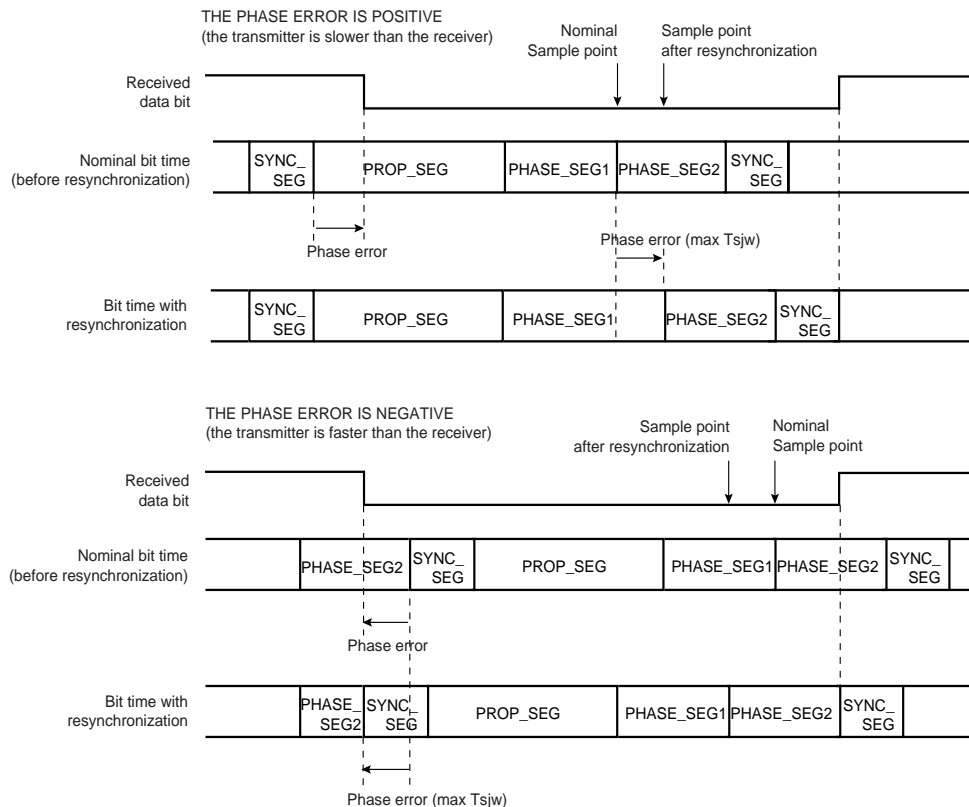 THE PHASE ERROR IS POSITIVE
(the transmitter is slower than the receiver)
Nominal
Sample point
Sample point
after resynchronization
Received
data bit
Nominal bit time
(before resynchronization)
SYNC_
SEG
PROP_SEG
PHASE_SEG1
PHASE_SEG2
SYNC_
SEG
Phase error
Phase error (max Tsjw)
Bit time with
resynchronization
SYNC_
SEG
PROP_SEG
PHASE_SEG1
PHASE_SEG2
SYNC_
SEG
THE PHASE ERROR IS NEGATIVE
(the transmitter is faster than the receiver)
Sample point
after resynchronization
Nominal
Sample point
Received
data bit
Nominal bit time
(before resynchronization)
PHASE_SEG2
SYNC_
SEG
PROP_SEG
PHASE_SEG1
PHASE_SEG2
SYNC_
SEG
Phase error
Bit time with
resynchronization
PHASE_
SEG2
SYNC_
SEG
PROP_SEG
PHASE_SEG1
PHASE_SEG2
SYNC_
SEG
Phase error (max Tsjw)